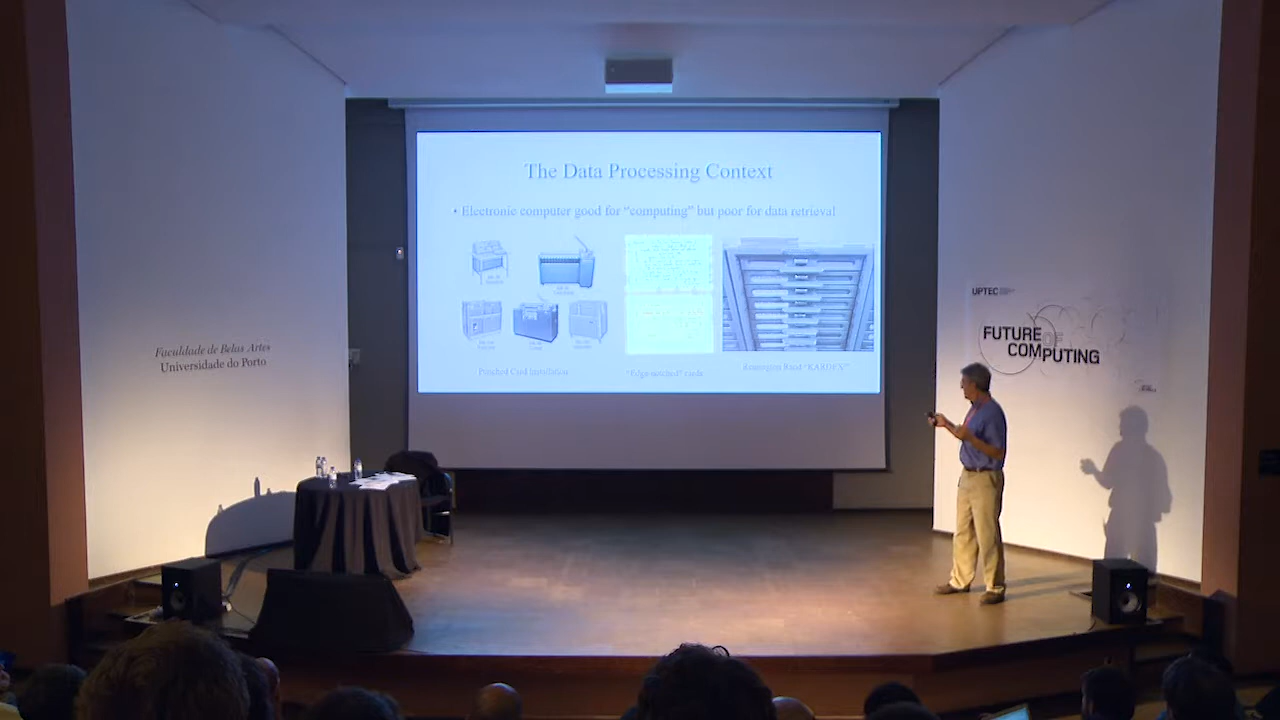 The Data Processing Context
• Electronic computer good for "computing" but poor for data retrieval
Punched Card Installation
"Edge-notched" cards
Remington Rand "KARDEX"
Faculdade de Belas Artes
Universidade do Porto
UPTEC
FUTURE
OF
COMPUTING